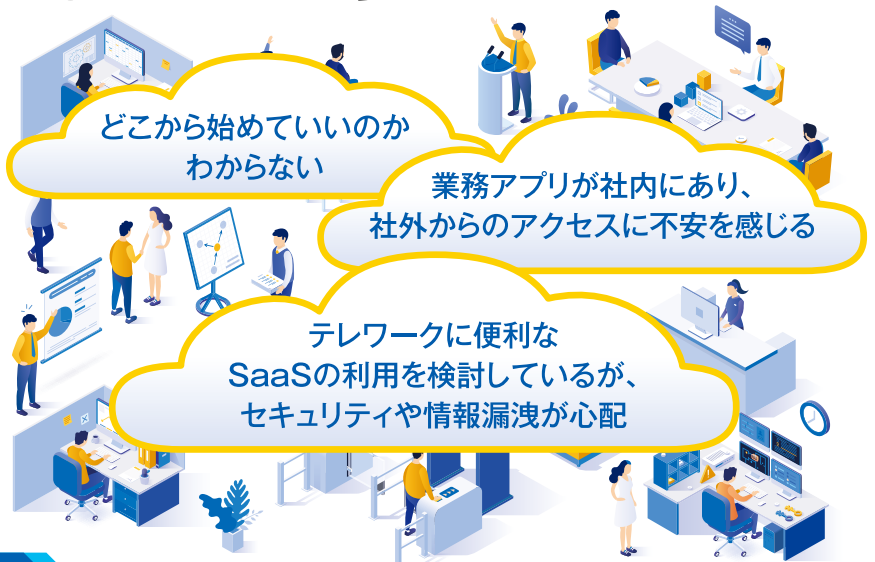 どこから始めていいのか
わからない
業務アプリが社内にあり、
社外からのアクセスに不安を感じる
テレワークに便利な
SaaSの利用を検討しているが、
セキュリティや情報漏洩が心配